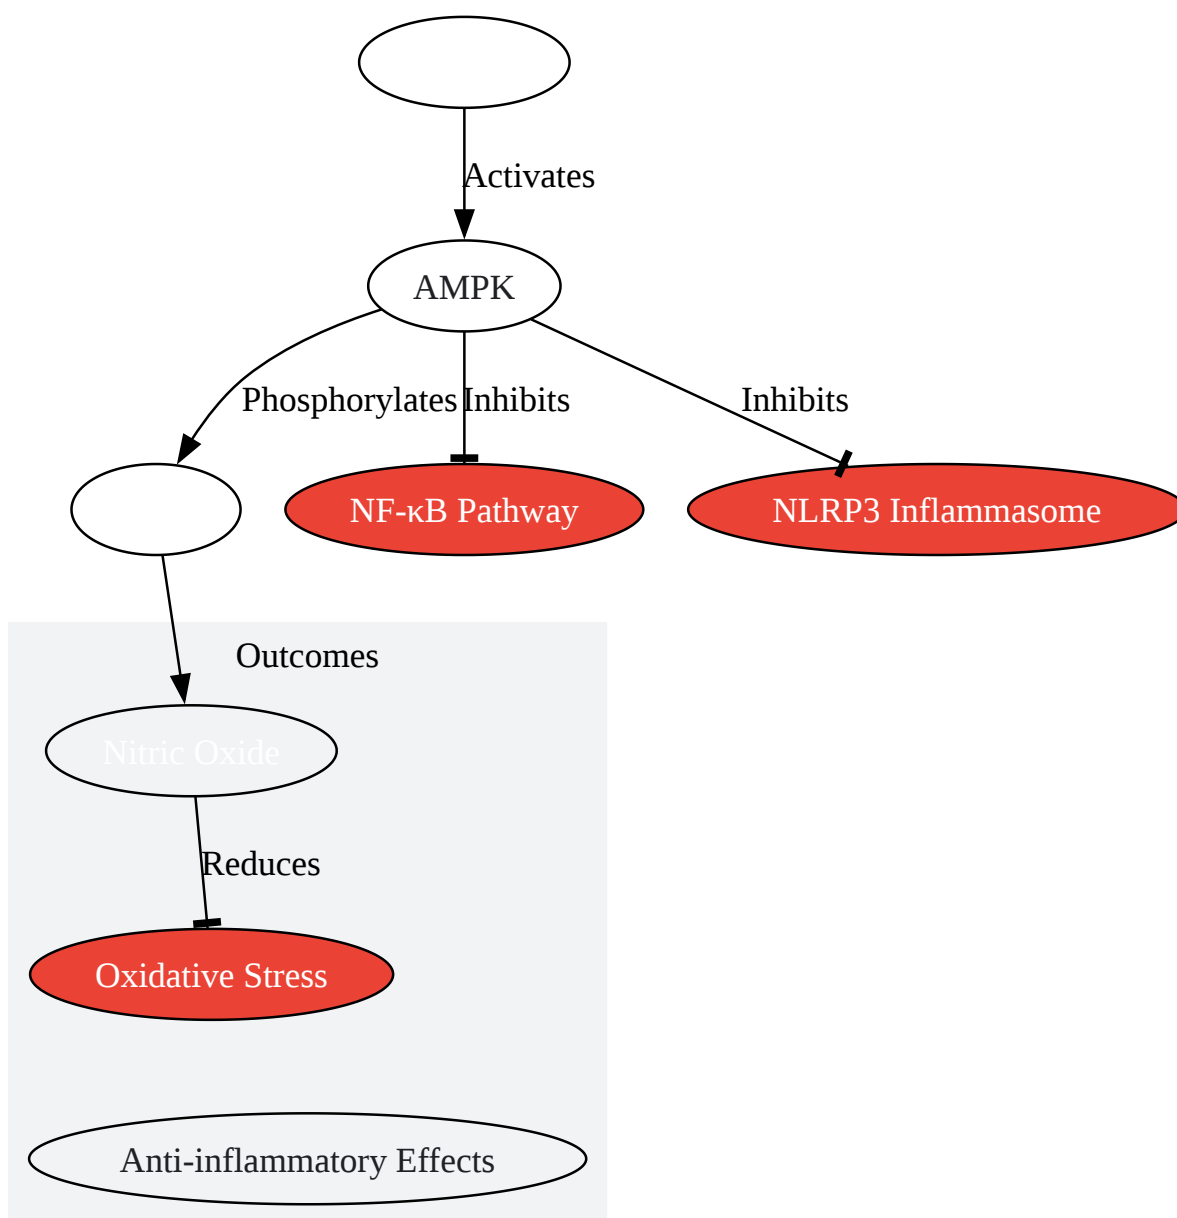 Activates
AMPK
Phosphorylates
Inhibits
Inhibits
NF-κB Pathway
NLRP3 Inflammasome
Outcomes
Nitric Oxide
Reduces
Oxidative Stress
Anti-inflammatory Effects